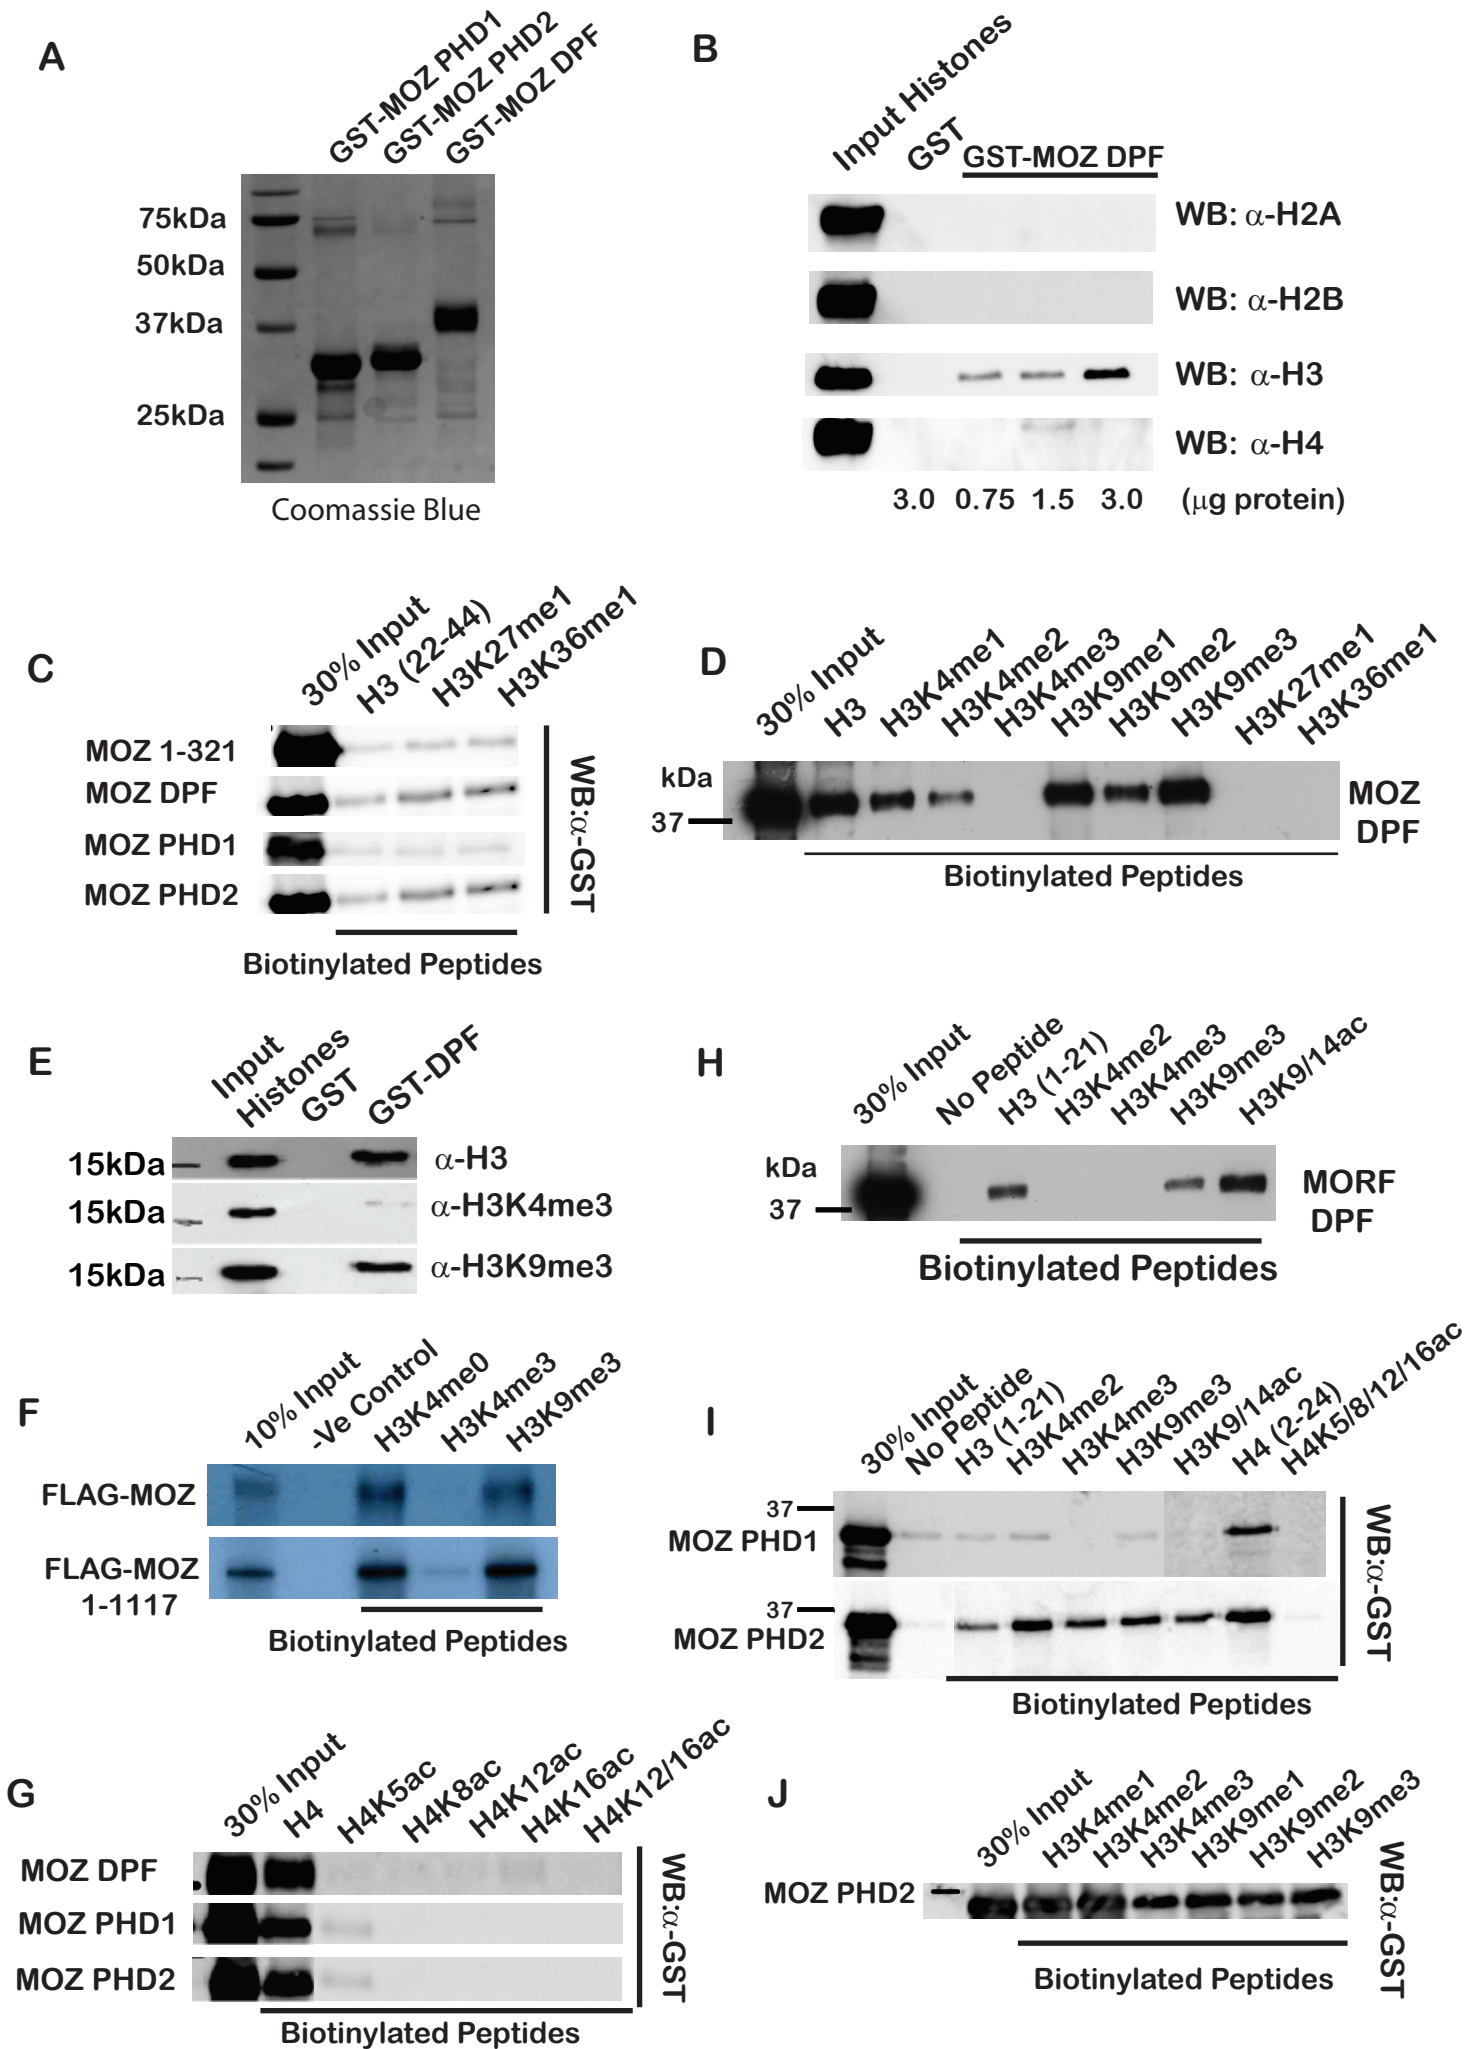 A
GST-MOZ PHD1
GST-MOZ PHD2
GST-MOZ DPF
75kDa
50kDa
37kDa
25kDa
Coomassie Blue
B
Input Histones
GST
GST-MOZ DPF
WB: α-H2A
WB: α-H2B
WB: α-H3
WB: α-H4
3.0 0.75 1.5 3.0 (μg protein)
C
30% Input
H3 (22-44)
H3K27me1
H3K36me1
MOZ 1-321
MOZ DPF
MOZ PHD1
MOZ PHD2
WB:α-GST
Biotinylated Peptides
D
30% Input
H3
H3K4me1
H3K4me2
H3K4me3
H3K9me1
H3K9me2
H3K9me3
H3K27me1
H3K36me1
kDa
37
MOZ
DPF
Biotinylated Peptides
E
Input
Histones
GST
GST-DPF
15kDa
α-H3
15kDa
α-H3K4me3
15kDa
α-H3K9me3
H
30% Input
No Peptide
H3 (1-21)
H3K4me2
H3K4me3
H3K9me3
H3K9/14ac
kDa
37
MORF
DPF
Biotinylated Peptides
F
10% Input
-Ve Control
H3K4me0
H3K4me3
H3K9me3
FLAG-MOZ
FLAG-MOZ
1-1117
Biotinylated Peptides
I
30% Input
No Peptide
H3 (1-21)
H3K4me2
H3K4me3
H3K9me3
H3K9/14ac
H4 (2-24)
H4K5/8/12/16ac
37
MOZ PHD1
37
MOZ PHD2
WB:α-GST
Biotinylated Peptides
G
30% Input
H4
H4K5ac
H4K8ac
H4K12ac
H4K16ac
H4K12/16ac
MOZ DPF
MOZ PHD1
MOZ PHD2
WB:α-GST
Biotinylated Peptides
J
30% Input
H3K4me1
H3K4me2
H3K4me3
H3K9me1
H3K9me2
H3K9me3
MOZ PHD2
WB:α-GST
Biotinylated Peptides